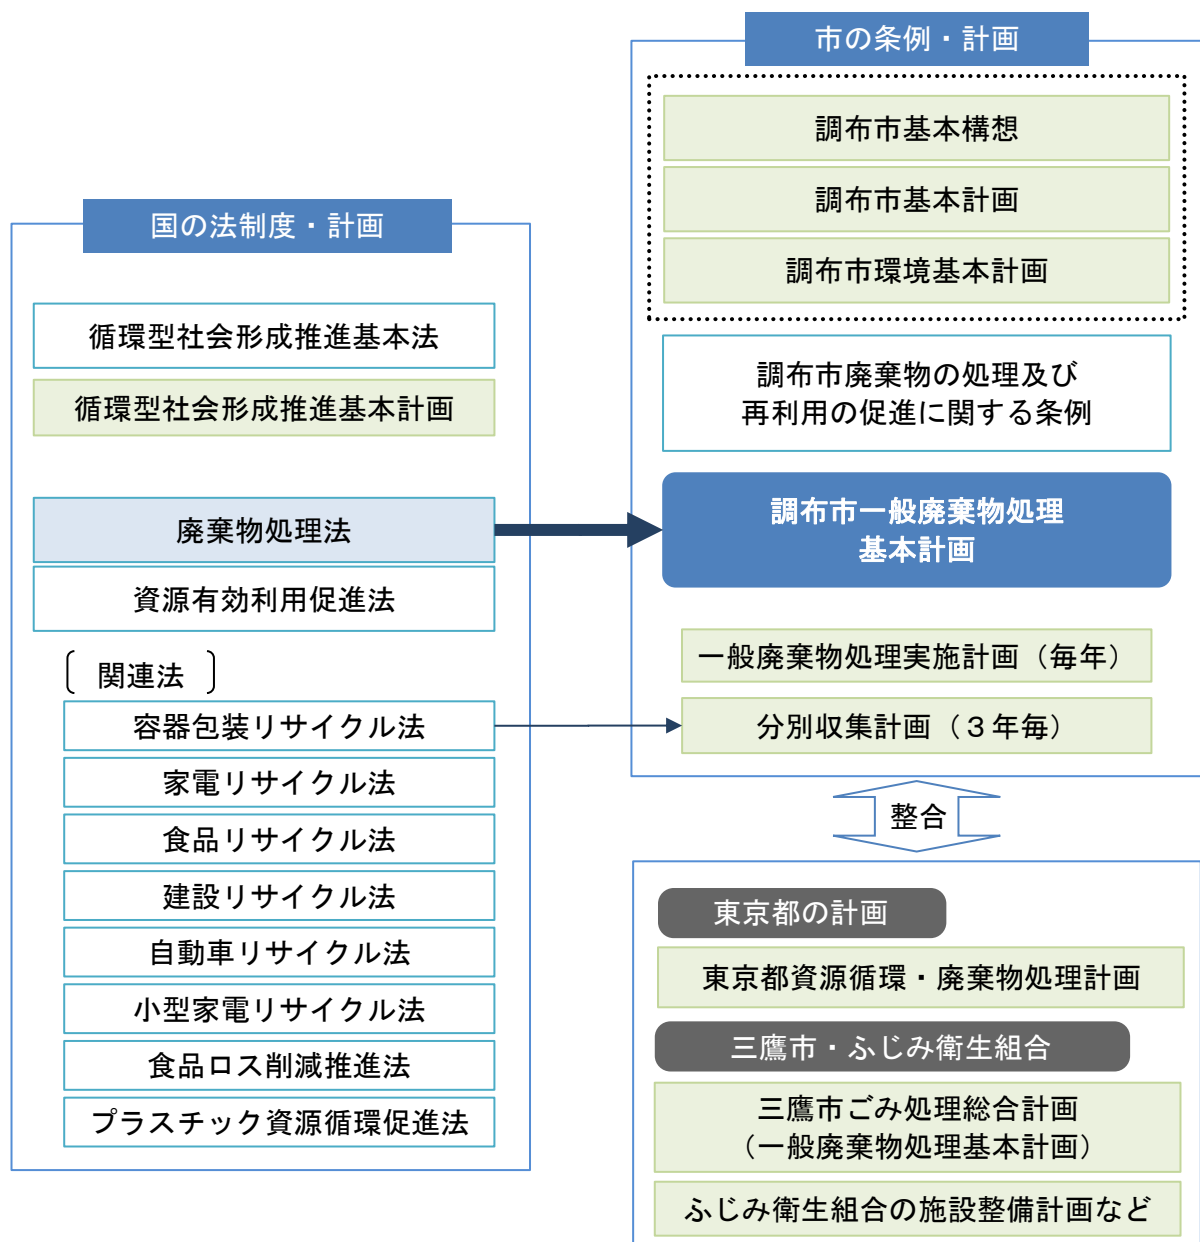 国の法制度・計画
循環型社会形成推進基本法
循環型社会形成推進基本計画
廃棄物処理法
資源有効利用促進法
〔 関連法 〕
容器包装リサイクル法
家電リサイクル法
食品リサイクル法
建設リサイクル法
自動車リサイクル法
小型家電リサイクル法
食品ロス削減推進法
プラスチック資源循環促進法
市の条例・計画
調布市基本構想
調布市基本計画
調布市環境基本計画
調布市廃棄物の処理及び
再利用の促進に関する条例
調布市一般廃棄物処理
基本計画
一般廃棄物処理実施計画（毎年）
分別収集計画（３年毎）
整合
東京都の計画
東京都資源循環・廃棄物処理計画
三鷹市・ふじみ衛生組合
三鷹市ごみ処理総合計画
（一般廃棄物処理基本計画）
ふじみ衛生組合の施設整備計画など